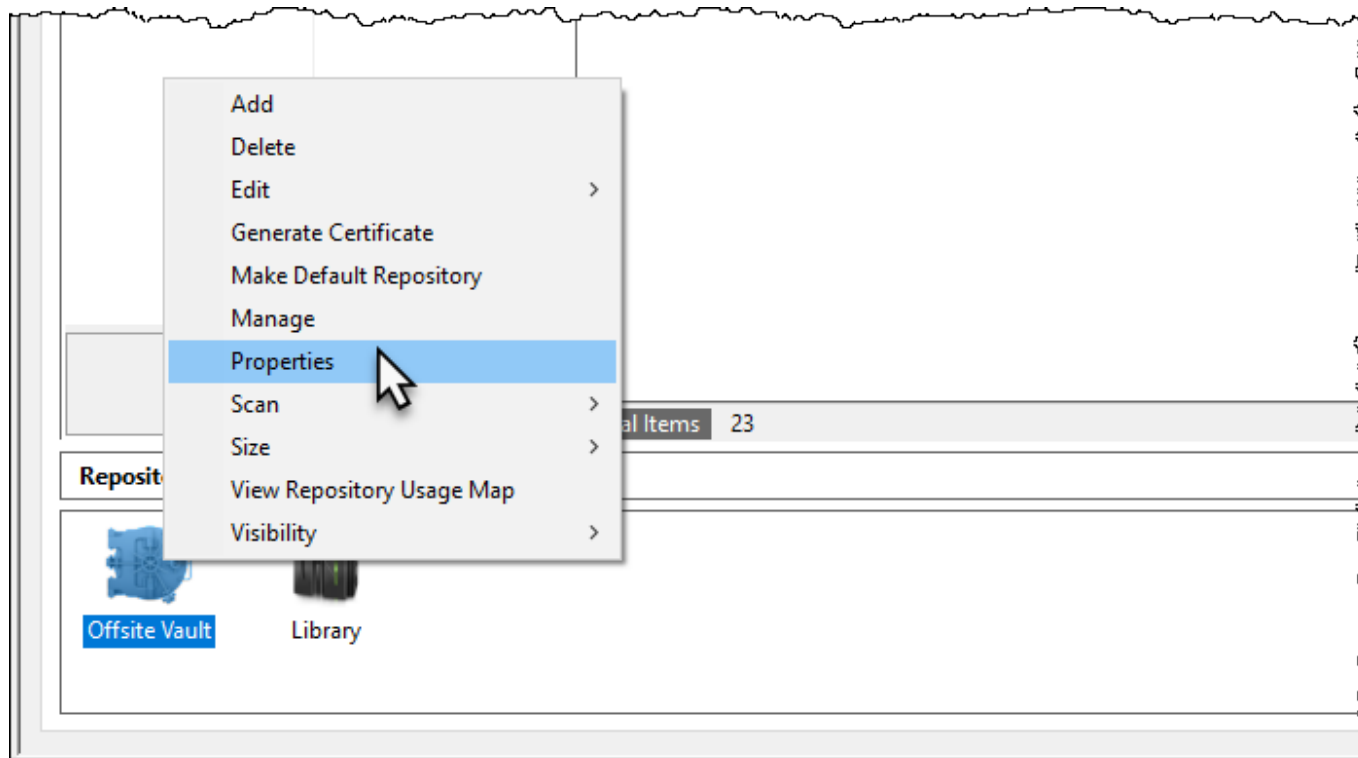 Add
Delete
Edit
Generate Certificate
Make Default Repository
Manage
Properties
Scan
Size
View Repository Usage Map
Visibility
al Items 23
Reposit
Offsite Vault
Library